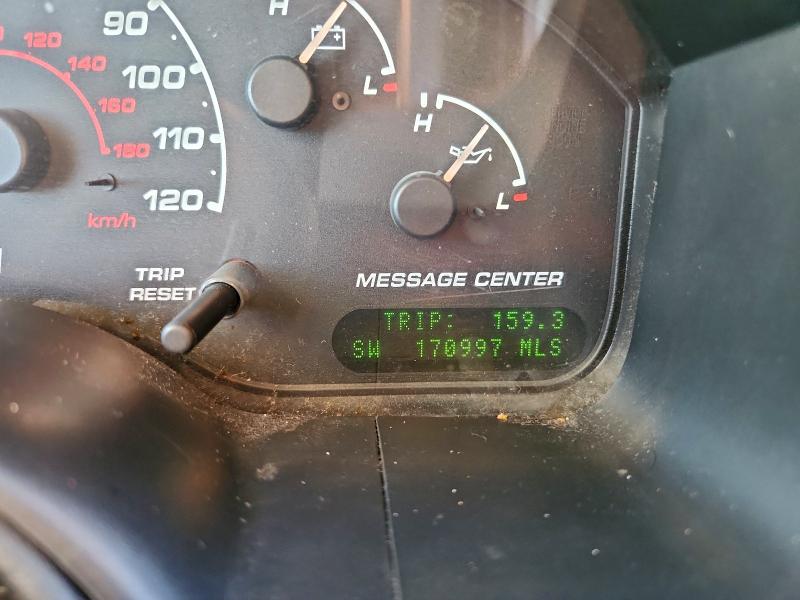 90
100
110
120
120
140
160
180
km/h
H
L
H
L
TRIP
RESET
MESSAGE CENTER
TRIP: 159.3
SW 170997 MLS